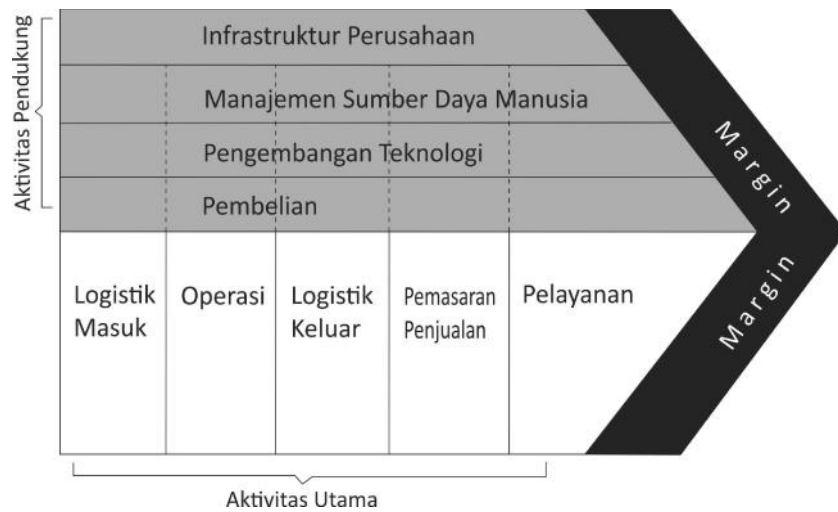 Aktivitas Pendukung
Infrastruktur Perusahaan
Manajemen Sumber Daya Manusia
Pengembangan Teknologi
Pembelian
Margin
Margin
Logistik
Masuk
Operasi
Logistik
Keluar
Pemasaran
Penjualan
Pelayanan
Aktivitas Utama